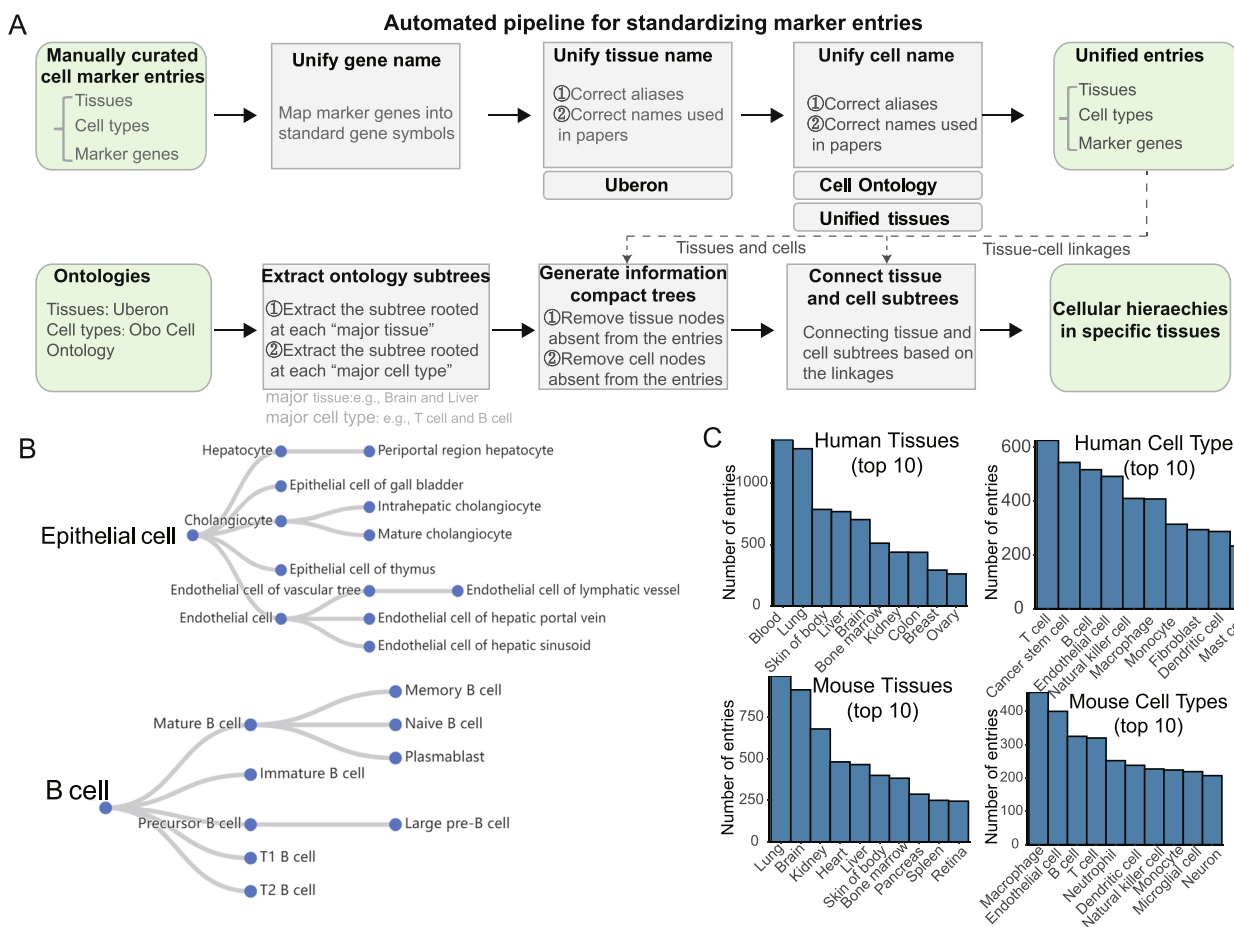 A
Automated pipeline for standardizing marker entries
Manually curated
cell marker entries
Tissues
Cell types
Marker genes
Unify gene name
Map marker genes into
standard gene symbols
Unify tissue name
①Correct aliases
②Correct names used
in papers
Uberon
Unify cell name
①Correct aliases
②Correct names used
in papers
Cell Ontology
Unified tissues
Unified entries
Tissues
Cell types
Marker genes
Tissues and cells
Tissue-cell linkages
Ontologies
Tissues: Uberon
Cell types: Obo Cell
Ontology
Extract ontology subtrees
①Extract the subtree rooted
at each “major tissue”
②Extract the subtree rooted
at each “major cell type”
major tissue:e.g., Brain and Liver
major cell type: e.g., T cell and B cell
Generate information
compact trees
①Remove tissue nodes
absent from the entries
②Remove cell nodes
absent from the entries
Connect tissue
and cell subtrees
Connecting tissue and
cell subtrees based on
the linkages
Cellular hieraechies
in specific tissues
B
Epithelial cell
Hepatocyte
Periportal region hepatocyte
Epithelial cell of gall bladder
Cholangiocyte
Intrahepatic cholangiocyte
Mature cholangiocyte
Epithelial cell of thymus
Endothelial cell of vascular tree
Endothelial cell of lymphatic vessel
Endothelial cell
Endothelial cell of hepatic portal vein
Endothelial cell of hepatic sinusoid
B cell
Mature B cell
Memory B cell
Naive B cell
Plasmablast
Immature B cell
Precursor B cell
Large pre-B cell
T1 B cell
T2 B cell
C
Human Tissues
(top 10)
Number of entries
1000
500
0
Blood
Lung
Skin of body
Liver
Brain
Bone marrow
Kidney
Colon
Breast
Ovary
Human Cell Type
(top 10)
Number of entries
600
400
200
0
T cell
Cancer stem cell
B cell
Endothelial cell
Natural killer cell
Macrophage
Monocyte
Fibroblast
Dendritic cell
Mast c
Mouse Tissues
(top 10)
Number of entries
750
500
250
0
Lung
Brain
Kidney
Heart
Liver
Skin of body
Bone marrow
Pancreas
Spleen
Retina
Mouse Cell Types
(top 10)
Number of entries
400
300
200
100
0
Macrophage
Endothelial cell
B cell
T cell
Neutrophil
Dendritic cell
Natural killer cell
Monocyte
Microglial cell
Neuron